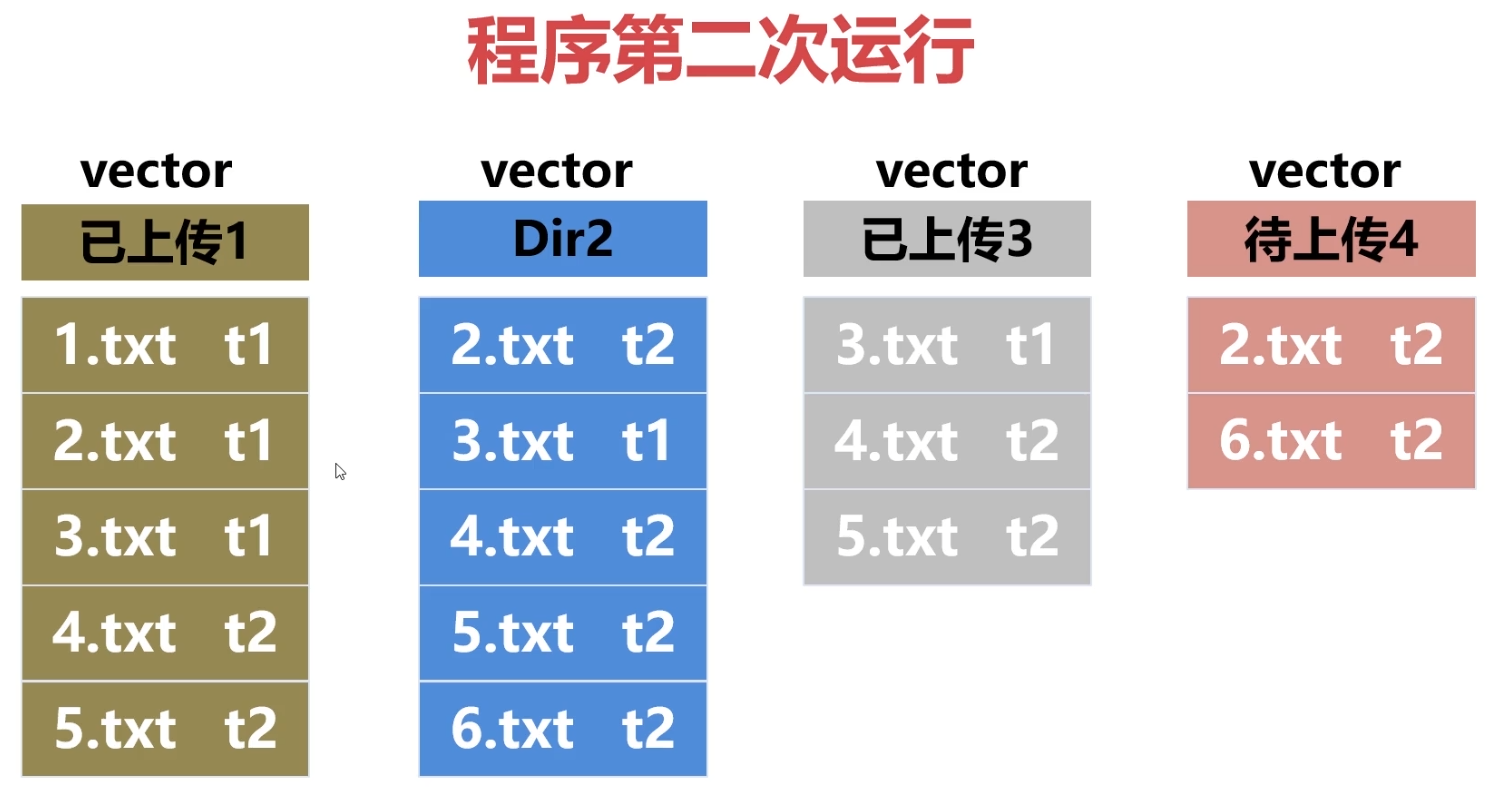 程序第二次运行
vector
已上传1
1.txt t1
2.txt t1
3.txt t1
4.txt t2
5.txt t2
vector
Dir2
2.txt t2
3.txt t1
4.txt t2
5.txt t2
6.txt t2
vector
已上传3
3.txt t1
4.txt t2
5.txt t2
vector
待上传4
2.txt t2
6.txt t2